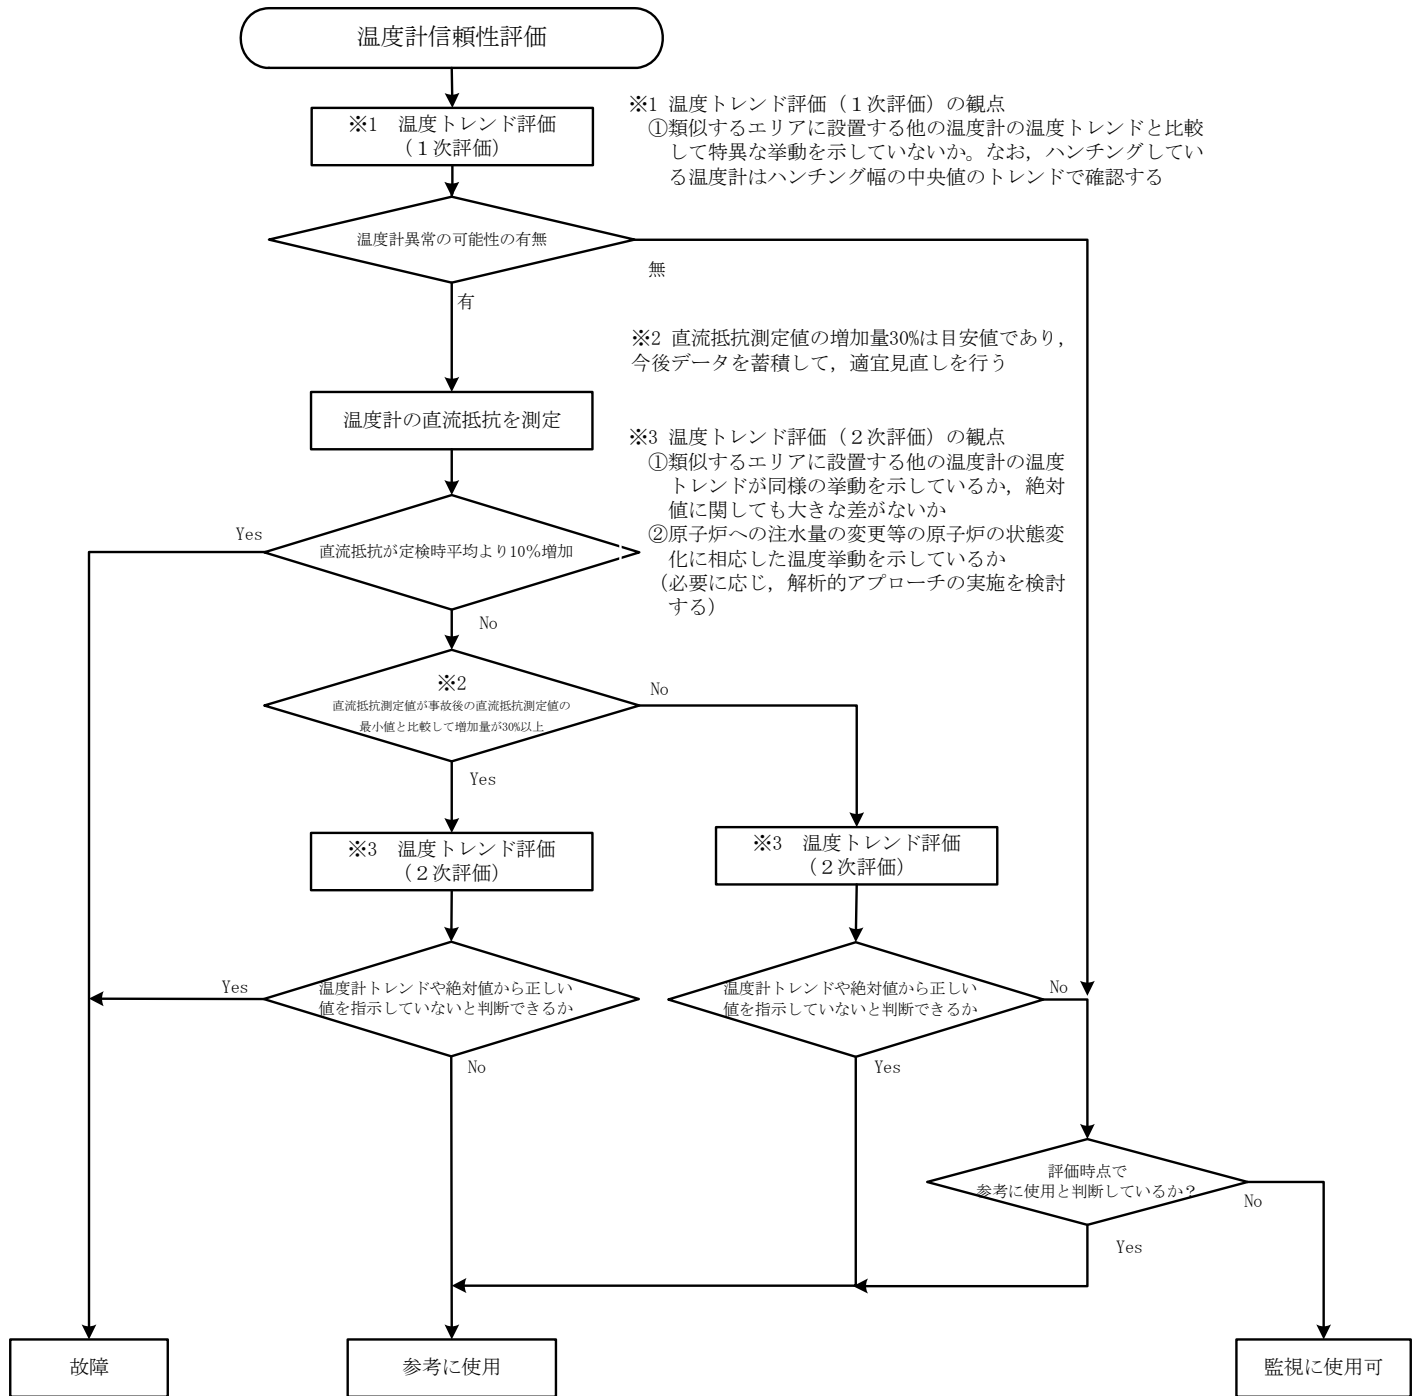 温度計信頼性評価
※1　温度トレンド評価
（１次評価）
※1 温度トレンド評価（１次評価）の観点
①類似するエリアに設置する他の温度計の温度トレンドと比較
して特異な挙動を示していないか。なお，ハンチングしてい
る温度計はハンチング幅の中央値のトレンドで確認する
温度計異常の可能性の有無
無
有
※2 直流抵抗測定値の増加量30%は目安値であり，
今後データを蓄積して，適宜見直しを行う
温度計の直流抵抗を測定
※3 温度トレンド評価（２次評価）の観点
①類似するエリアに設置する他の温度計の温度
トレンドが同様の挙動を示しているか，絶対
値に関しても大きな差がないか
②原子炉への注水量の変更等の原子炉の状態変
化に相応した温度挙動を示しているか
（必要に応じ，解析的アプローチの実施を検討
する）
Yes
直流抵抗が定検時平均より10％増加
No
※2
直流抵抗測定値が事故後の直流抵抗測定値の
最小値と比較して増加量が30%以上
No
Yes
※3　温度トレンド評価
（２次評価）
※3　温度トレンド評価
（２次評価）
Yes
温度計トレンドや絶対値から正しい
値を指示していないと判断できるか
No
温度計トレンドや絶対値から正しい
値を指示していないと判断できるか
No
Yes
評価時点で
参考に使用と判断しているか？
No
Yes
故障
参考に使用
監視に使用可